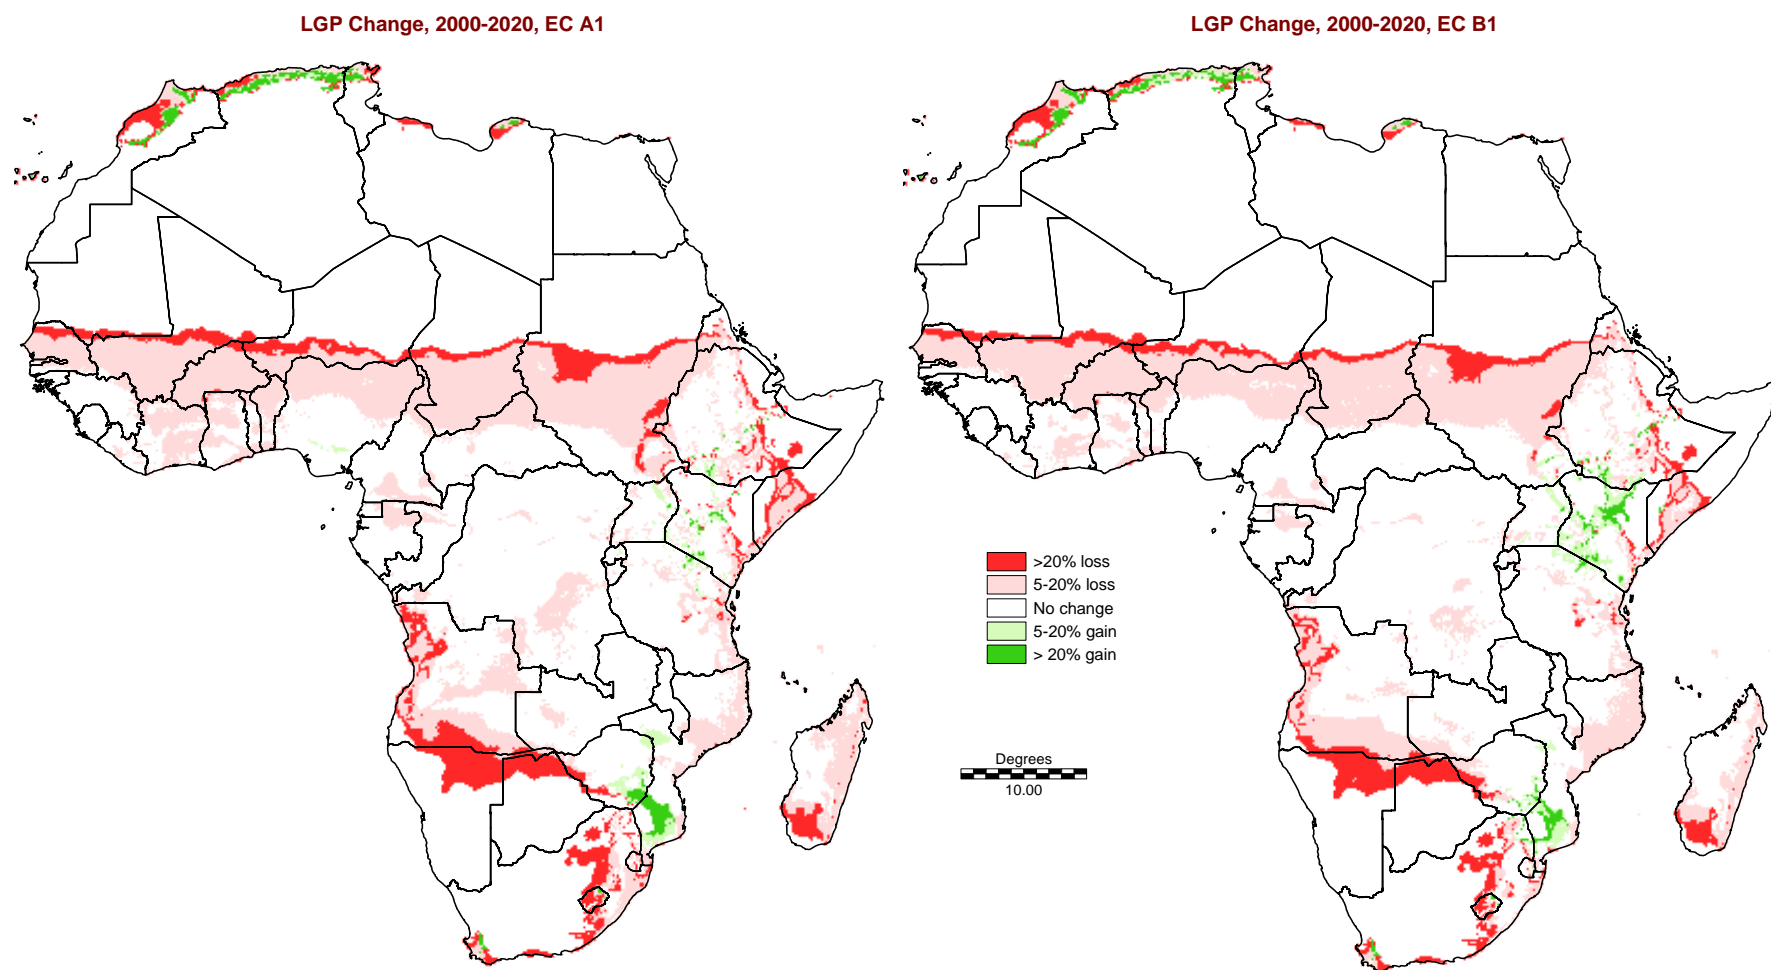 LGP Change, 2000-2020, EC A1
LGP Change, 2000-2020, EC B1
>20% loss
5-20% loss
No change
5-20% gain
> 20% gain
Degrees
10.00